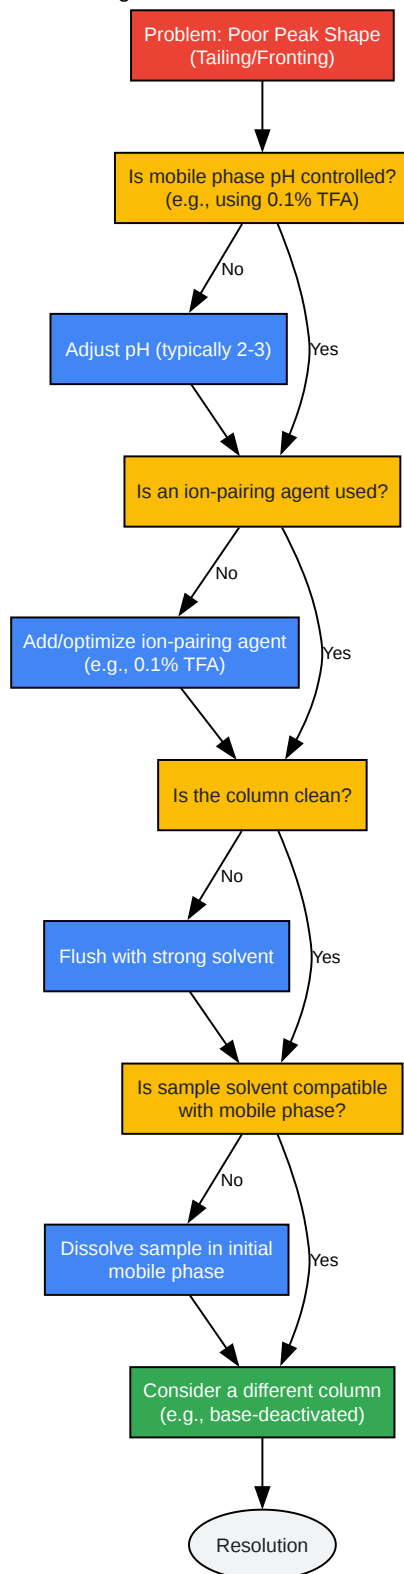 Problem: Poor Peak Shape
(Tailing/Fronting)
Is mobile phase pH controlled?
(e.g., using 0.1% TFA)
No
Yes
Adjust pH (typically 2-3)
Is an ion-pairing agent used?
No
Yes
Add/optimize ion-pairing agent
(e.g., 0.1% TFA)
Is the column clean?
No
Yes
Flush with strong solvent
Is sample solvent compatible
with mobile phase?
No
Yes
Dissolve sample in initial
mobile phase
Consider a different column
(e.g., base-deactivated)
Resolution